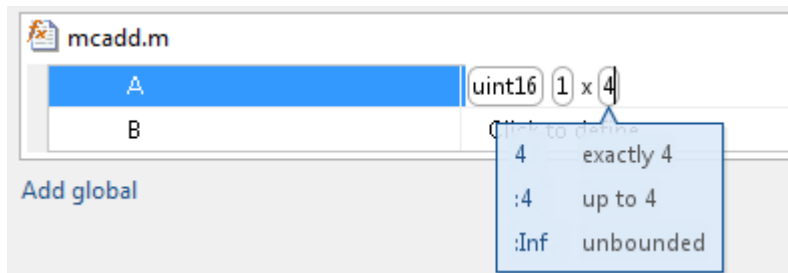 mcadd.m
A uint16 1 x 4
B Click to define
4 exactly 4
:4 up to 4
Add global
:Inf unbounded